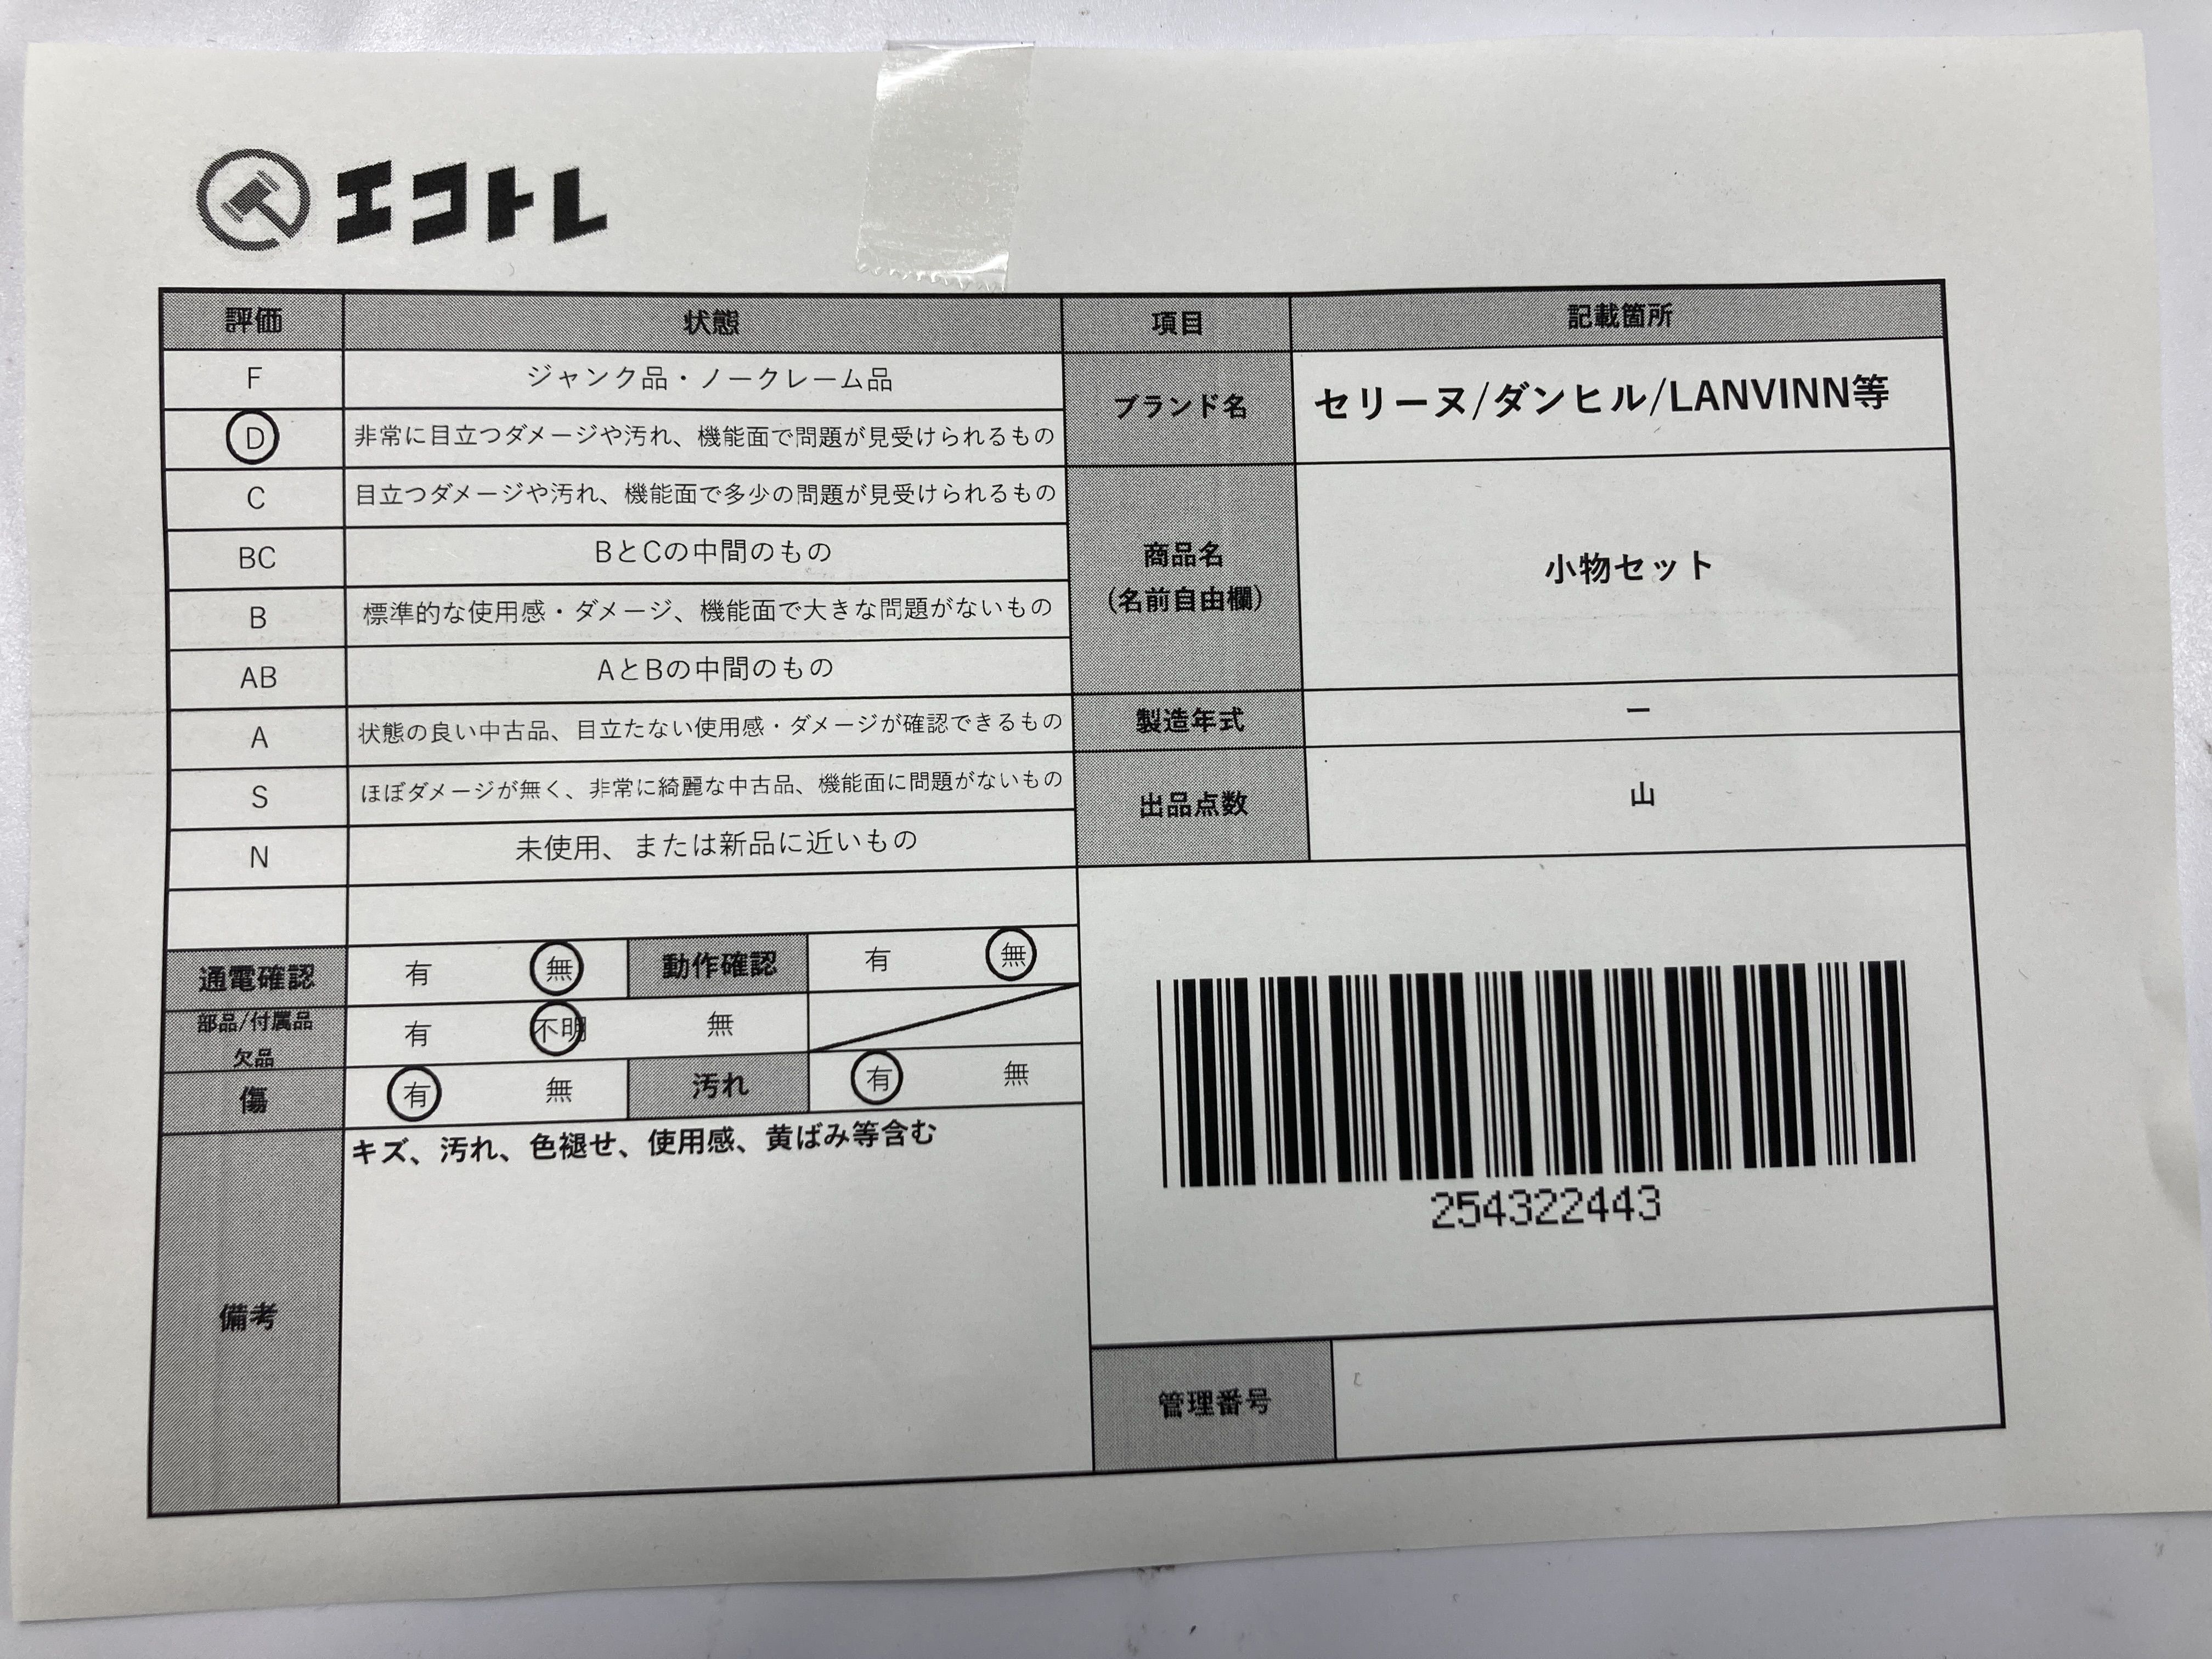 エコトレ
評価 状態 項目 記載箇所
F ジャンク品・ノークレーム品
D 非常に目立つダメージや汚れ、機能面で問題が見受けられるもの
ブランド名 セリーヌ/ダンヒル/LANVINN等
C 目立つダメージや汚れ、機能面で多少の問題が見受けられるもの
BC BとCの中間のもの
B 標準的な使用感・ダメージ、機能面で大きな問題がないもの
商品名
(名前自由欄)
小物セット
AB AとBの中間のもの
A 状態の良い中古品、目立たない使用感・ダメージが確認できるもの
製造年式 ー
S ほぼダメージが無く、非常に綺麗な中古品、機能面に問題がないもの
出品点数 山
N 未使用、または新品に近いもの
通電確認 有 無 動作確認 有 無
部品/付属品
欠品
有 不明 無
傷 有 無 汚れ 有 無
備考
キズ、汚れ、色褪せ、使用感、黄ばみ等含む
254322443
管理番号